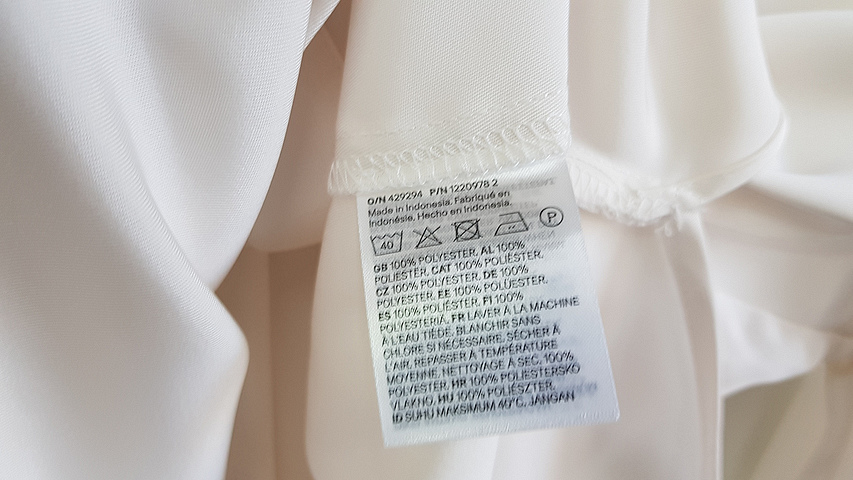 O/N 429294 P/N 1220978 2
Made in Indonesia. Fabriqué en
Indonésie. Hecho en Indonesia.
40 P
GB 100% POLYESTER. AL 100%
POLIESTËR. CAT 100% POLIÈSTER.
CZ 100% POLYESTER. DE 100%
POLYESTER. EE 100% POLÜESTER.
ES 100% POLIÉSTER. FI 100%
POLYESTERIÄ. FR LAVER À LA MACHINE
À L'EAU TIÈDE, BLANCHIR SANS
CHLORE SI NÉCESSAIRE, SÉCHER À
L'AIR, REPASSER À TEMPÉRATURE
MOYENNE, NETTOYAGE À SEC, 100%
POLYESTER. HR 100% POLIESTERSKO
VLAKNO. HU 100% POLIÉSZTER.
ID SUHU MAKSIMUM 40°C, JANGAN